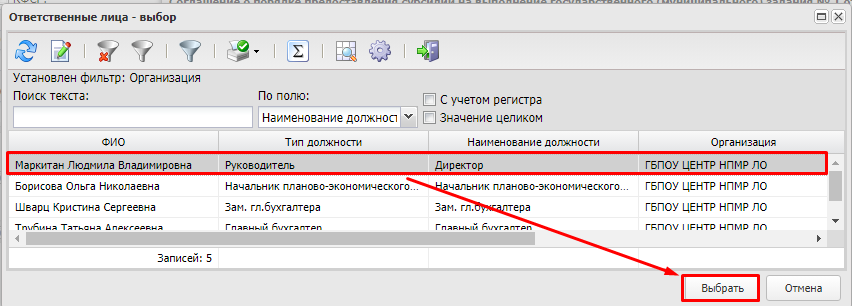 Ответственные лица - выбор
Установлен фильтр: Организация
Поиск текста: По полю: С учетом регистра
Наименование должност Значение целиком
ФИО Тип должности Наименование должности Организация
Маркитан Людмила Владимировна Руководитель Директор ГБПОУ ЦЕНТР НПМР ЛО
Борисова Ольга Николаевна Начальник планово-экономического... Начальник планово-экономического... ГБПОУ ЦЕНТР НПМР ЛО
Шварц Кристина Сергеевна Зам. гл.бухгалтера Зам. гл.бухгалтера ГБПОУ ЦЕНТР НПМР ЛО
Трубина Татьяна Алексеевна Главный бухгалтер Главный бухгалтер ГБПОУ ЦЕНТР НПМР ЛО
Записей: 5
Выбрать Отмена